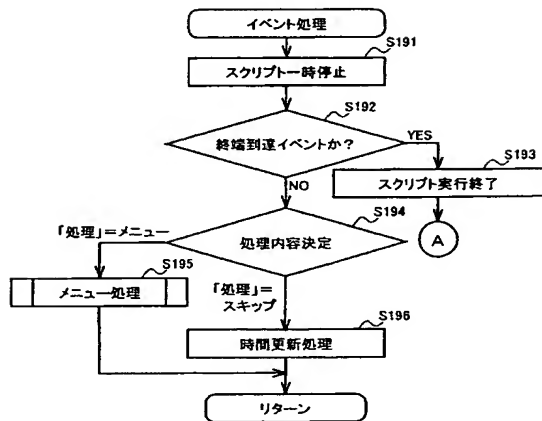 イベント処理
S191
スクリプト一時停止
S192
終端到達イベントか？
YES
S193
スクリプト実行終了
NO
S194
A
「処理」＝メニュー
処理内容決定
S195
メニュー処理
「処理」＝
スキップ
S196
時間更新処理
リターン